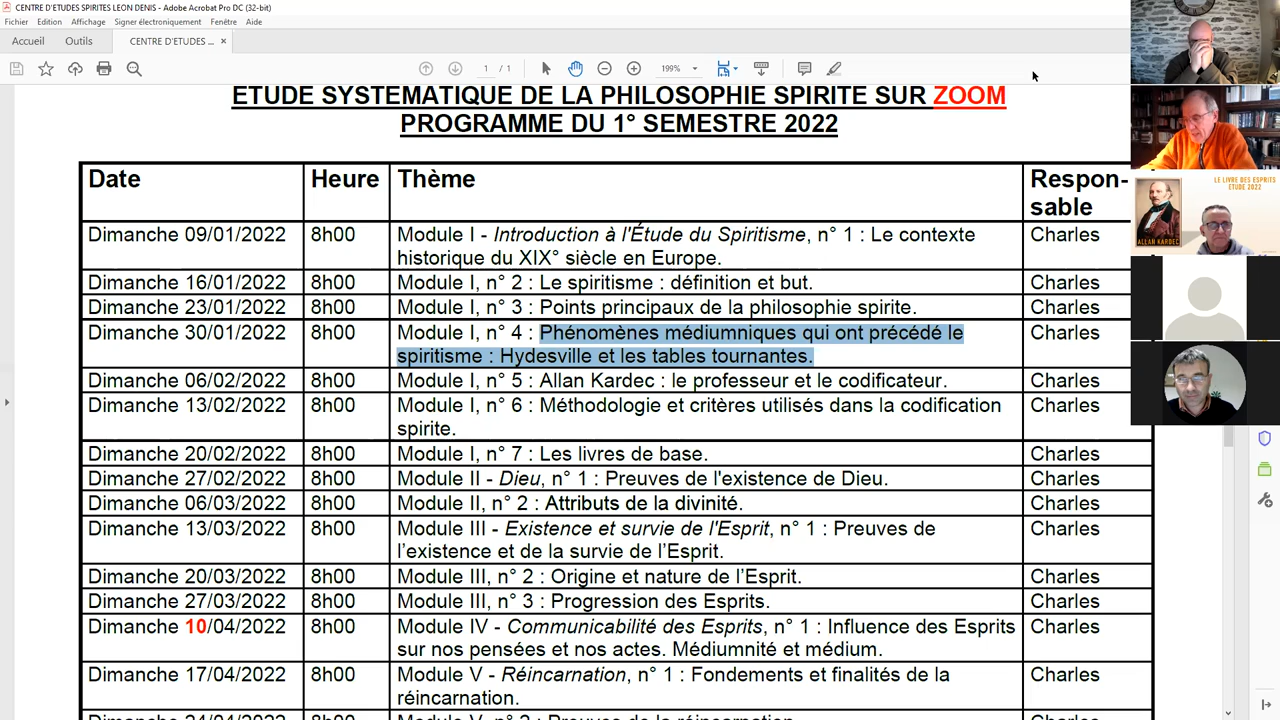 CENTRE D'ETUDES SPIRITES LEON DENIS - Adobe Acrobat Pro DC (32-bit)
Fichier Edition Affichage Signer électroniquement Fenêtre Aide
Accueil Outils CENTRE D'ETUDES ... ×
1 / 1 199%
ETUDE SYSTEMATIQUE DE LA PHILOSOPHIE SPIRITE SUR ZOOM
PROGRAMME DU 1° SEMESTRE 2022
Date Heure Thème Respon-
sable
Dimanche 09/01/2022 8h00 Module I - Introduction à l'Étude du Spiritisme, n° 1 : Le contexte Charles
historique du XIX° siècle en Europe.
Dimanche 16/01/2022 8h00 Module I, n° 2 : Le spiritisme : définition et but. Charles
Dimanche 23/01/2022 8h00 Module I, n° 3 : Points principaux de la philosophie spirite. Charles
Dimanche 30/01/2022 8h00 Module I, n° 4 : Phénomènes médiumniques qui ont précédé le Charles
spiritisme : Hydesville et les tables tournantes.
Dimanche 06/02/2022 8h00 Module I, n° 5 : Allan Kardec : le professeur et le codificateur. Charles
Dimanche 13/02/2022 8h00 Module I, n° 6 : Méthodologie et critères utilisés dans la codification Charles
spirite.
Dimanche 20/02/2022 8h00 Module I, n° 7 : Les livres de base. Charles
Dimanche 27/02/2022 8h00 Module II - Dieu, n° 1 : Preuves de l'existence de Dieu. Charles
Dimanche 06/03/2022 8h00 Module II, n° 2 : Attributs de la divinité. Charles
Dimanche 13/03/2022 8h00 Module III - Existence et survie de l'Esprit, n° 1 : Preuves de Charles
l’existence et de la survie de l’Esprit.
Dimanche 20/03/2022 8h00 Module III, n° 2 : Origine et nature de l’Esprit. Charles
Dimanche 27/03/2022 8h00 Module III, n° 3 : Progression des Esprits. Charles
Dimanche 10/04/2022 8h00 Module IV - Communicabilité des Esprits, n° 1 : Influence des Esprits Charles
sur nos pensées et nos actes. Médiumnité et médium.
Dimanche 17/04/2022 8h00 Module V - Réincarnation, n° 1 : Fondements et finalités de la Charles
réincarnation.
Dimanche 24/04/2022 8h00 Module V, n° 2 : Preuves de la réincarnation. Charles
LE LIVRE DES ESPRITS
ETUDE 2022
ALLAN KARDEC